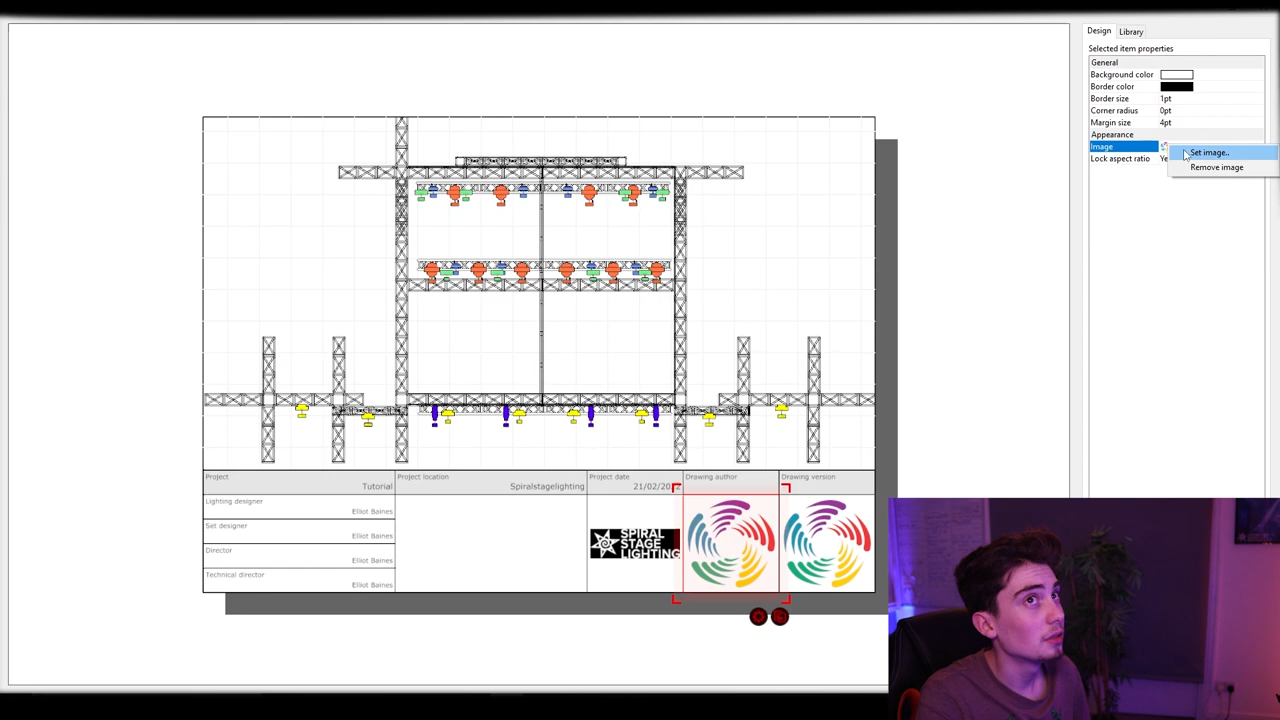 Design Library
Selected item properties
General
Background color
Border color
Border size 1pt
Corner radius 0pt
Margin size 4pt
Appearance
Image
Set image..
Lock aspect ratio Ye
Remove image
Project
Tutorial
Project location
Spiralstagelighting
Project date
21/02/20
Drawing author
Drawing version
Lighting designer
Elliot Baines
Set designer
Elliot Baines
Director
Elliot Baines
Technical director
Elliot Baines
SPIRAL
STAGE
LIGHTING